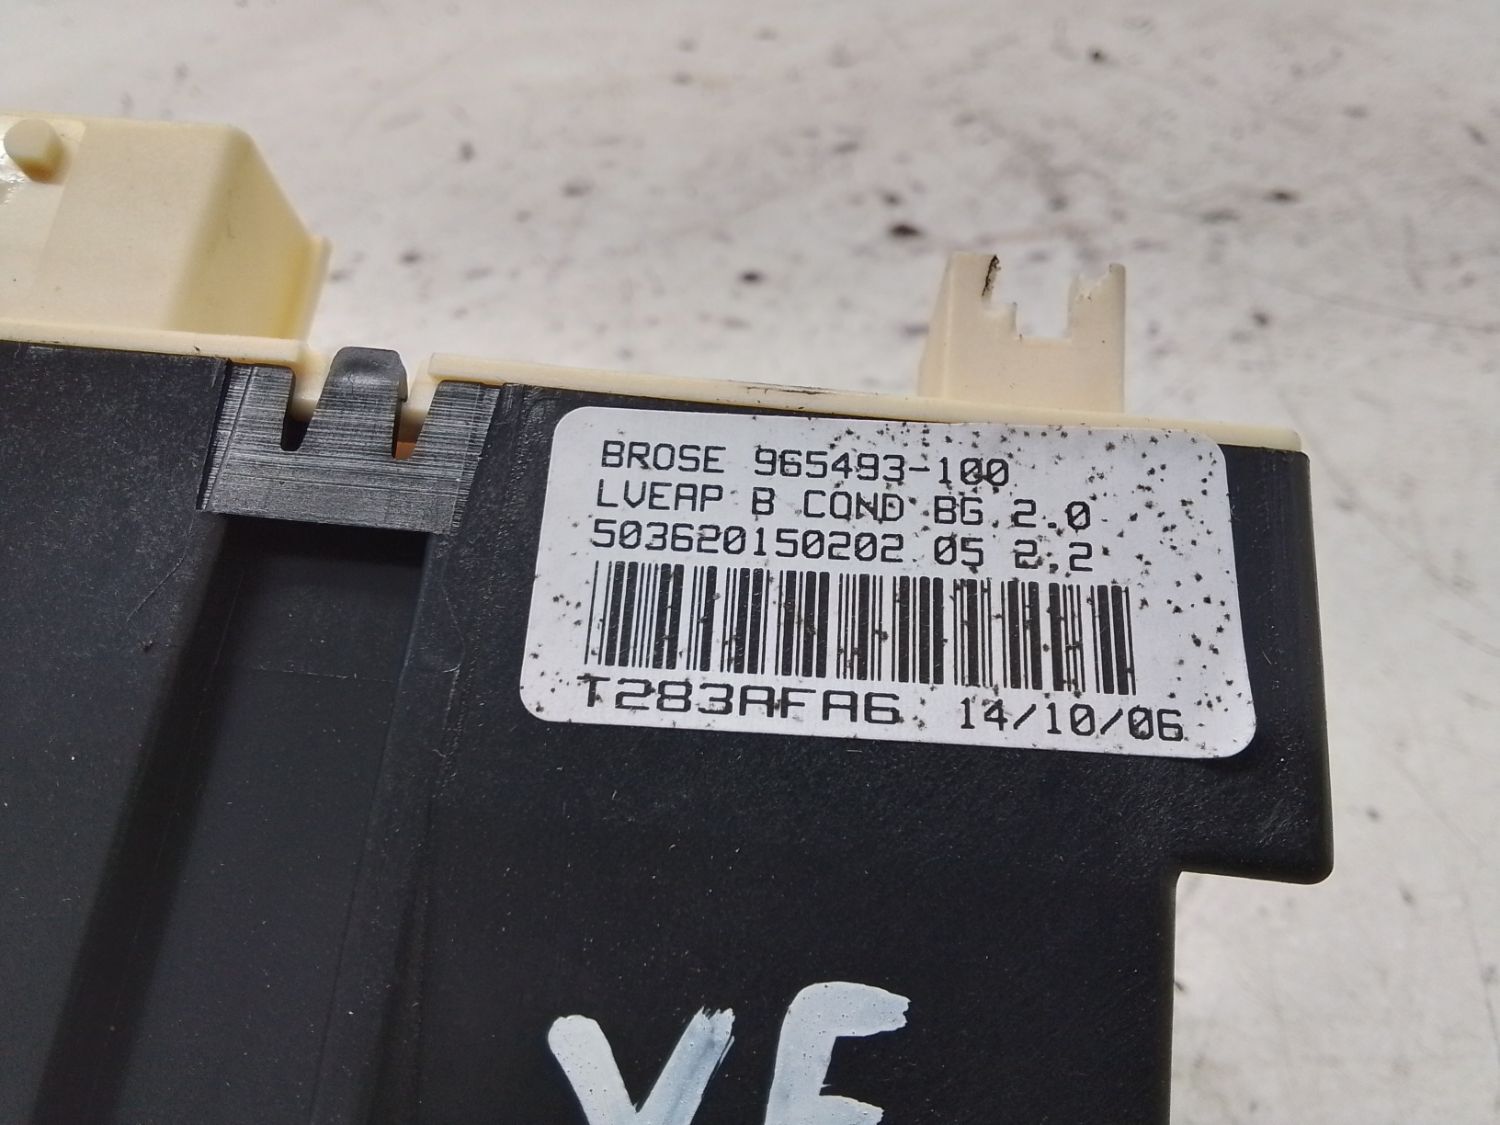 BROSE 965493-100
LVEAP B COND BG 2.0
503620150202 05 2.2
T283AFA6 14/10/06